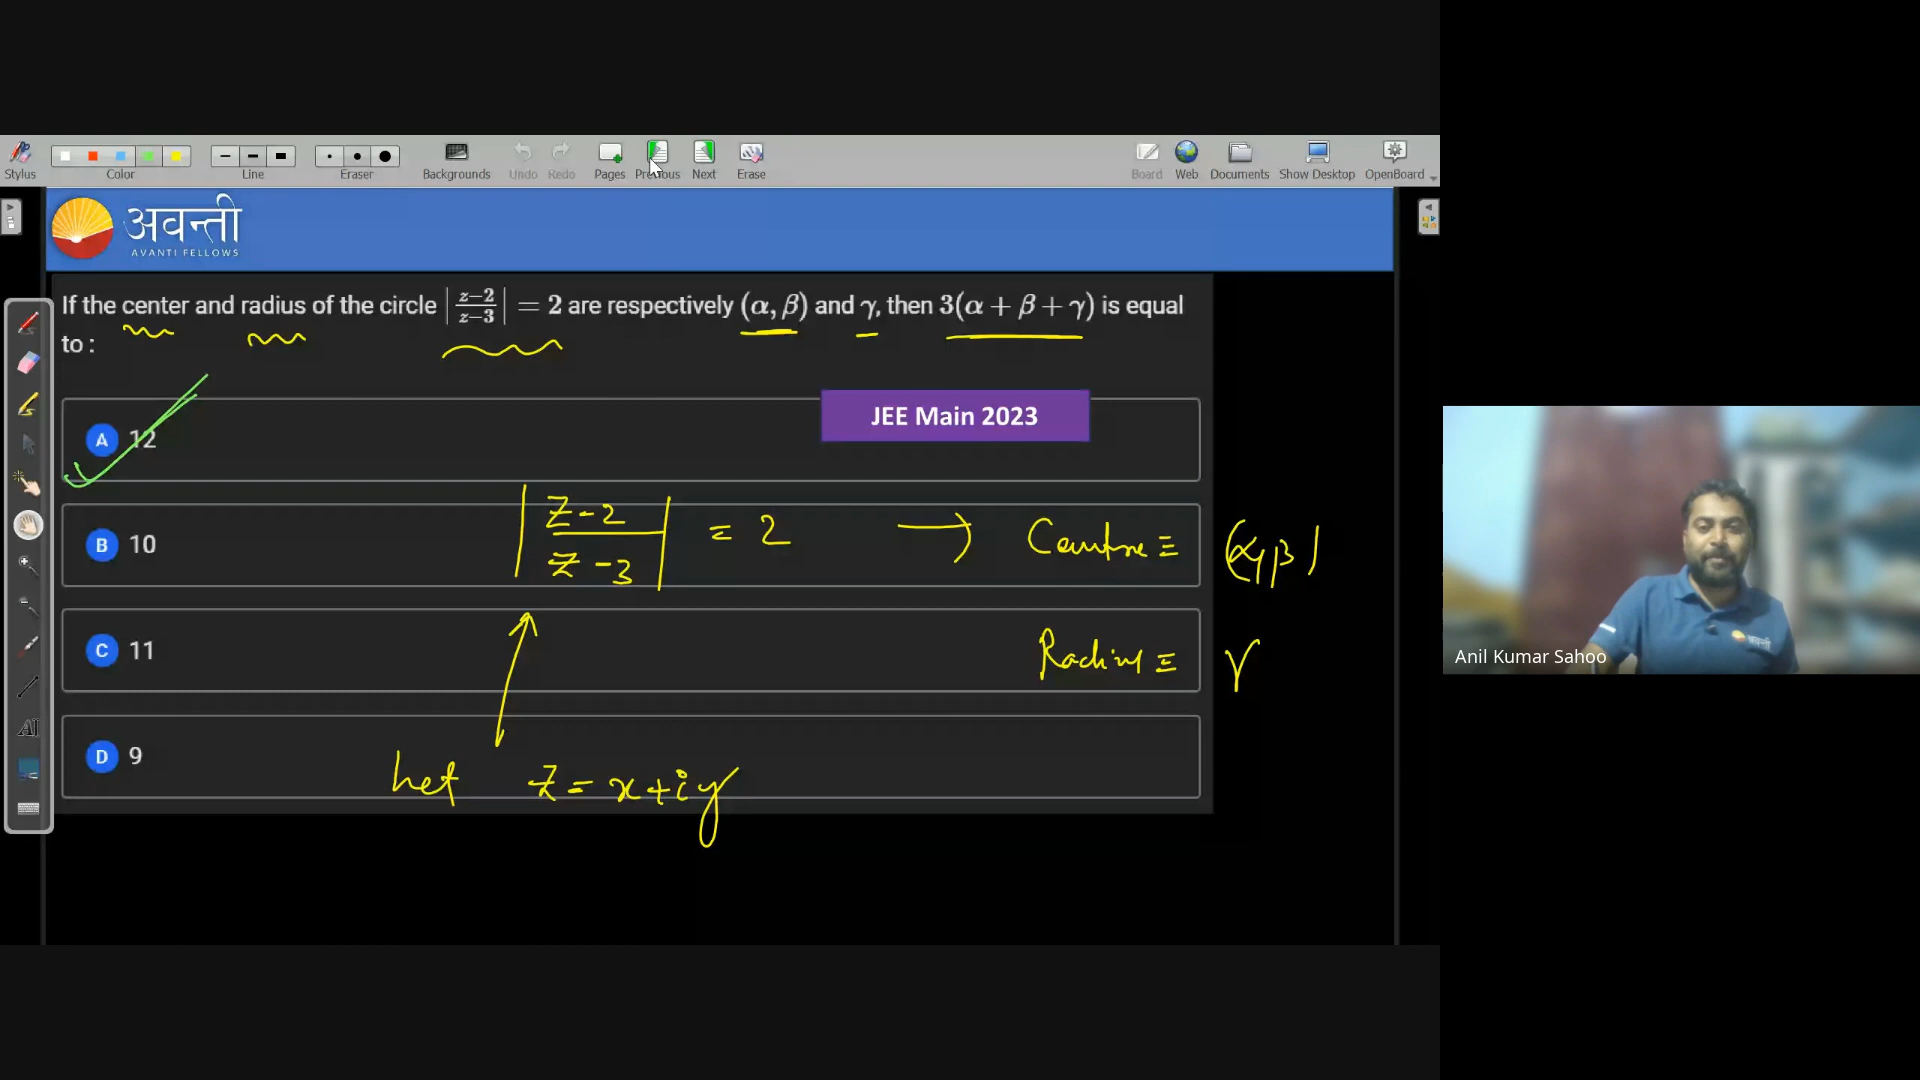 Stylus
Color
Line
Eraser
Backgrounds
Undo
Redo
Pages
Previous
Next
Erase
Board
Web
Documents
Show Desktop
OpenBoard
अवन्ती
AVANTI FELLOWS
If the center and radius of the circle |z−2/z−3| = 2 are respectively (α, β) and γ, then 3(α + β + γ) is equal
to :
JEE Main 2023
A 12
B 10
C 11
D 9
|z-2/z-3| = 2 → Centre ≡ (α,β)
Radius ≡ γ
Let z = x+iy
अवन्ती
Anil Kumar Sahoo